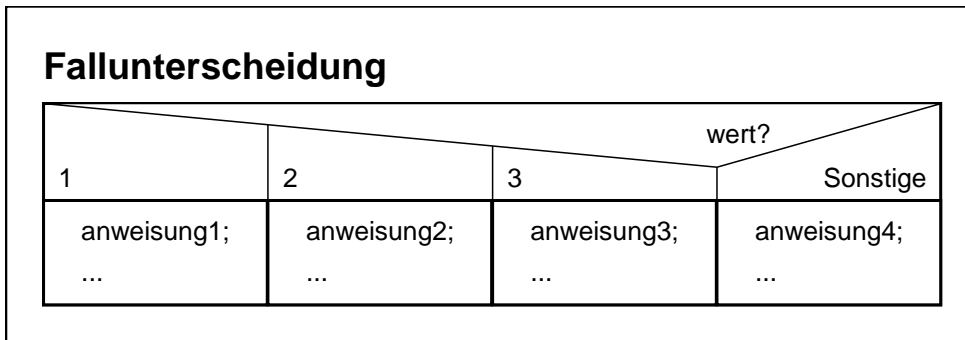 Fallunterscheidung
wert?
1 2 3 Sonstige
anweisung1; anweisung2; anweisung3; anweisung4;
... ... ... ...